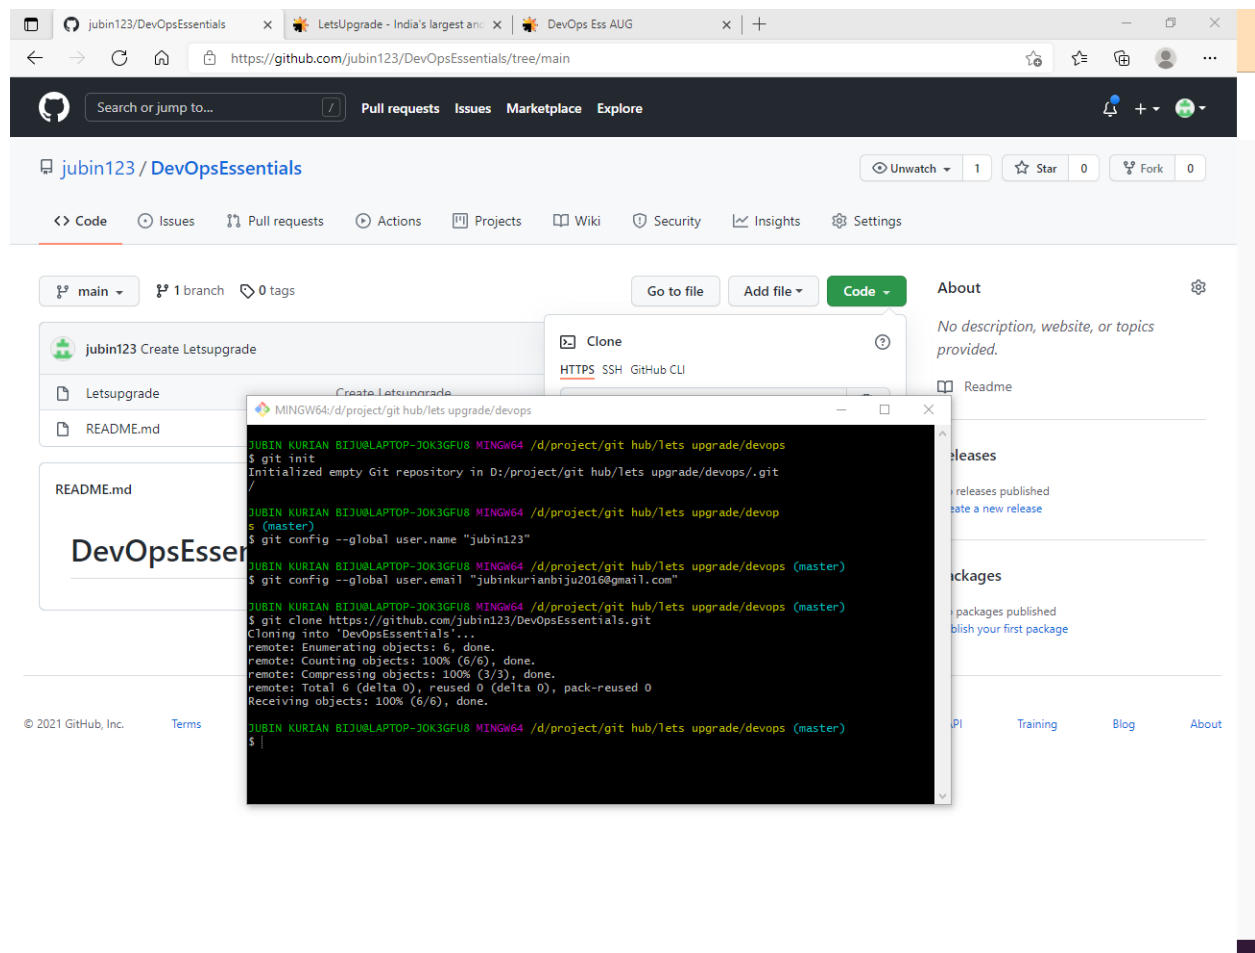 jubin123/DevOpsEssentials
LetsUpgrade - India's largest and
DevOps Ess AUG
https://github.com/jubin123/DevOpsEssentials/tree/main
Search or jump to...
/
Pull requests Issues Marketplace Explore
jubin123 / DevOpsEssentials
Unwatch 1 Star 0 Fork 0
<> Code Issues Pull requests Actions Projects Wiki Security Insights Settings
main 1 branch 0 tags Go to file Add file Code
About
No description, website, or topics
provided.
Readme
jubin123 Create Letsupgrade
Clone
HTTPS SSH GitHub CLI
Letsupgrade Create Letsupgrade
README.md
README.md
MINGW64:/d/project/git hub/lets upgrade/devops
JUBIN KURIAN BIJU@LAPTOP-JOK3GFU8 MINGW64 /d/project/git hub/lets upgrade/devops
$ git init
Initialized empty Git repository in D:/project/git hub/lets upgrade/devops/.git
/
JUBIN KURIAN BIJU@LAPTOP-JOK3GFU8 MINGW64 /d/project/git hub/lets upgrade/devop
s (master)
$ git config --global user.name "jubin123"
JUBIN KURIAN BIJU@LAPTOP-JOK3GFU8 MINGW64 /d/project/git hub/lets upgrade/devops (master)
$ git config --global user.email "jubinkurianbiju2016@gmail.com"
JUBIN KURIAN BIJU@LAPTOP-JOK3GFU8 MINGW64 /d/project/git hub/lets upgrade/devops (master)
$ git clone https://github.com/jubin123/DevOpsEssentials.git
Cloning into 'DevOpsEssentials'...
remote: Enumerating objects: 6, done.
remote: Counting objects: 100% (6/6), done.
remote: Compressing objects: 100% (3/3), done.
remote: Total 6 (delta 0), reused 0 (delta 0), pack-reused 0
Receiving objects: 100% (6/6), done.
JUBIN KURIAN BIJU@LAPTOP-JOK3GFU8 MINGW64 /d/project/git hub/lets upgrade/devops (master)
$
DevOpsEssen
eleases
releases published
eate a new release
ackages
packages published
blish your first package
© 2021 GitHub, Inc. Terms API Training Blog About